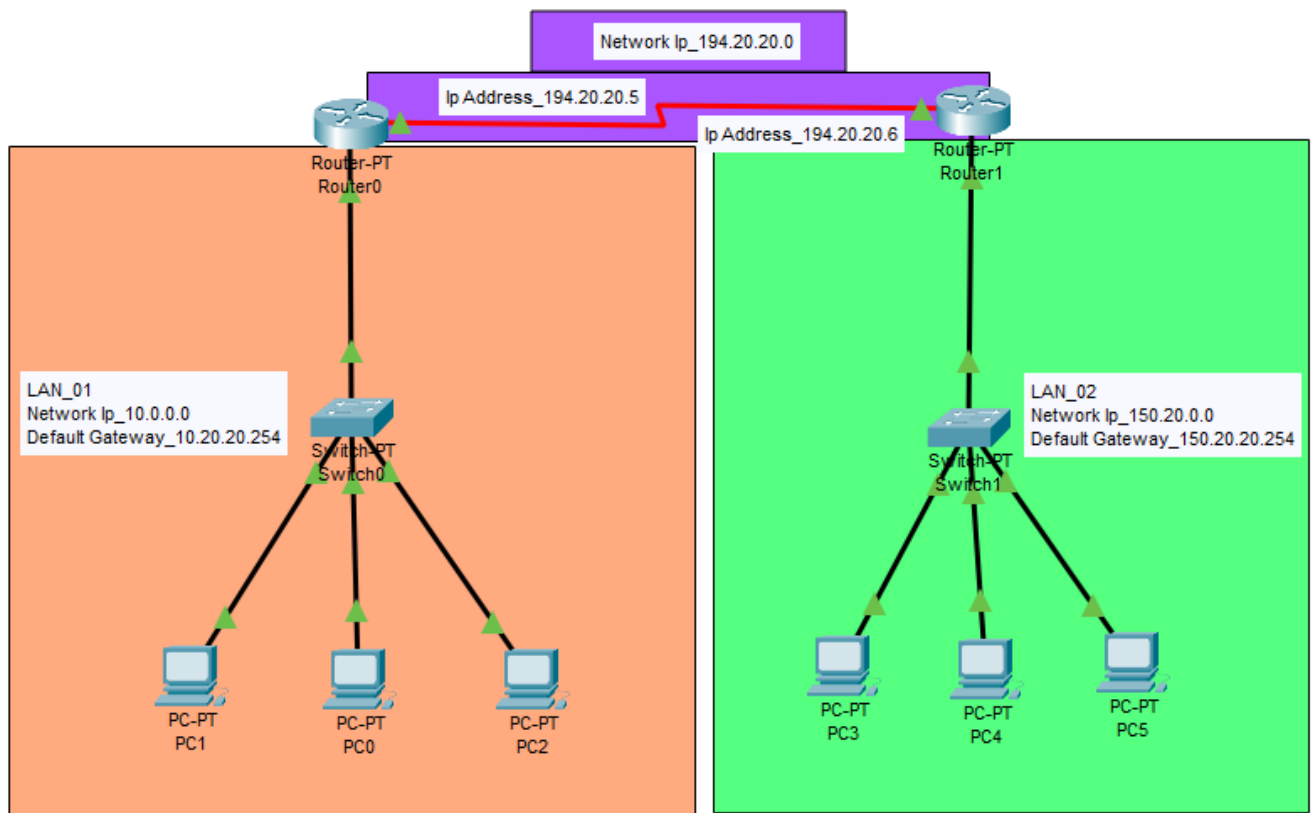 Network Ip_194.20.20.0
Ip Address_194.20.20.5
Ip Address_194.20.20.6
Router-PT
Router0
Router-PT
Router1
LAN_01
Network Ip_10.0.0.0
Default Gateway_10.20.20.254
Switch-PT
Switch0
LAN_02
Network Ip_150.20.0.0
Default Gateway_150.20.20.254
Switch-PT
Switch1
PC-PT
PC1
PC-PT
PC0
PC-PT
PC2
PC-PT
PC3
PC-PT
PC4
PC-PT
PC5